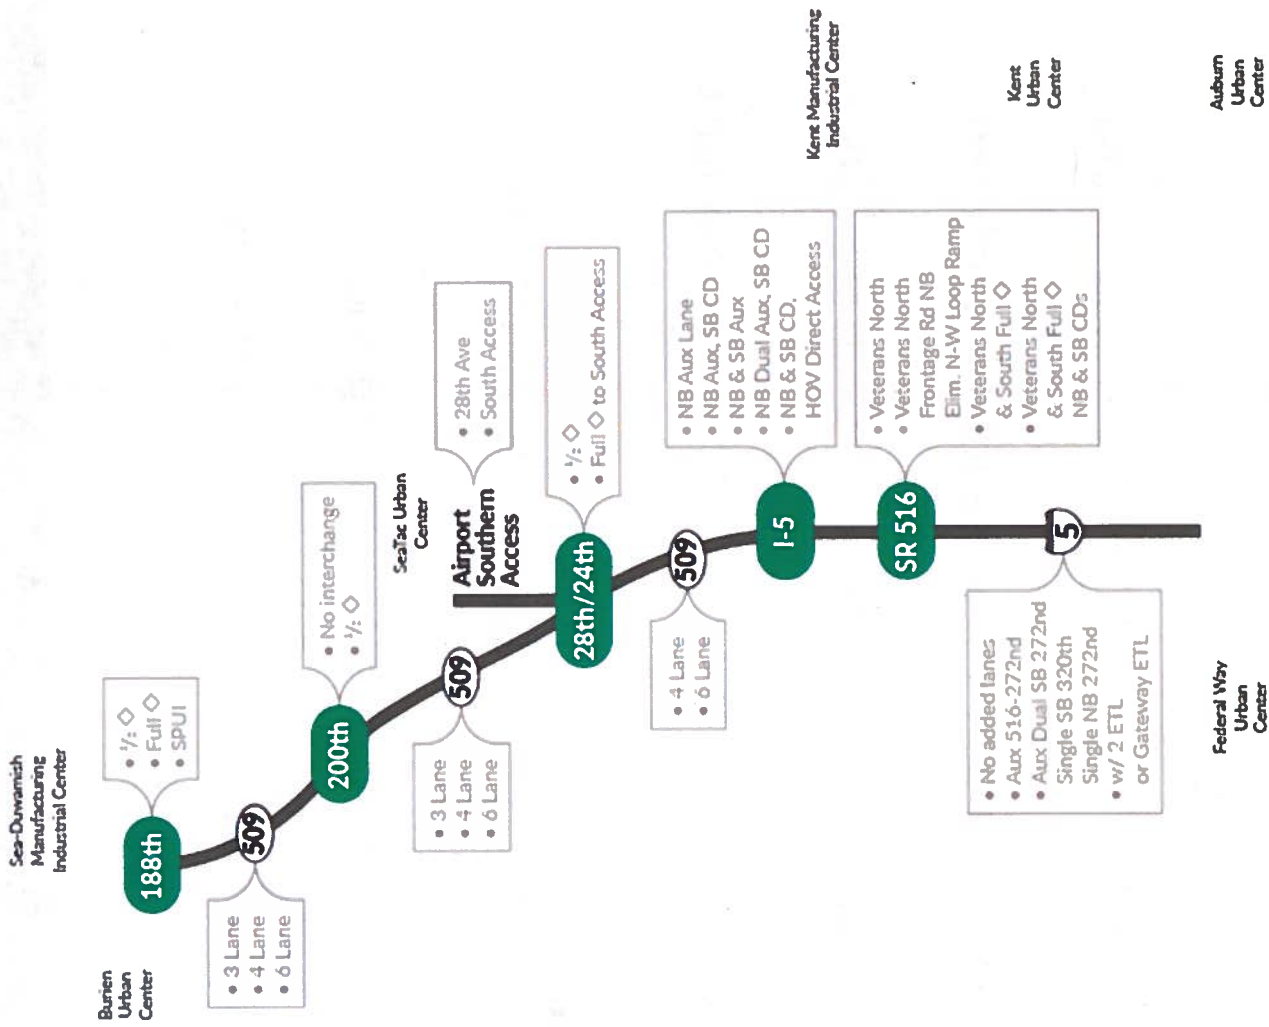 Sea-Duwamish
Manufacturing
Industrial Center
Burien
Urban
Center
188th
• ½ ◇
• Full ◇
• SPUI
509
• 3 Lane
• 4 Lane
• 6 Lane
200th
• No interchange
• ½ ◇
SeaTac Urban
Center
509
• 3 Lane
• 4 Lane
• 6 Lane
Airport
Southern
Access
• 28th Ave
• South Access
28th/24th
• ½ ◇
• Full ◇ to South Access
509
• 4 Lane
• 6 Lane
I-5
• NB Aux Lane
• NB Aux, SB CD
• NB & SB Aux
• NB Dual Aux, SB CD
• NB & SB CD,
HOV Direct Access
Kent Manufacturing
Industrial Center
SR 516
• Veterans North
• Veterans North
Frontage Rd NB
Elim. N-W Loop Ramp
• Veterans North
& South Full ◇
• Veterans North
& South Full ◇
NB & SB CDs
Kent
Urban
Center
5
• No added lanes
• Aux 516-272nd
• Aux Dual SB 272nd
Single SB 320th
Single NB 272nd
• w/ 2 ETL
or Gateway ETL
Federal Way
Urban
Center
Auburn
Urban
Center